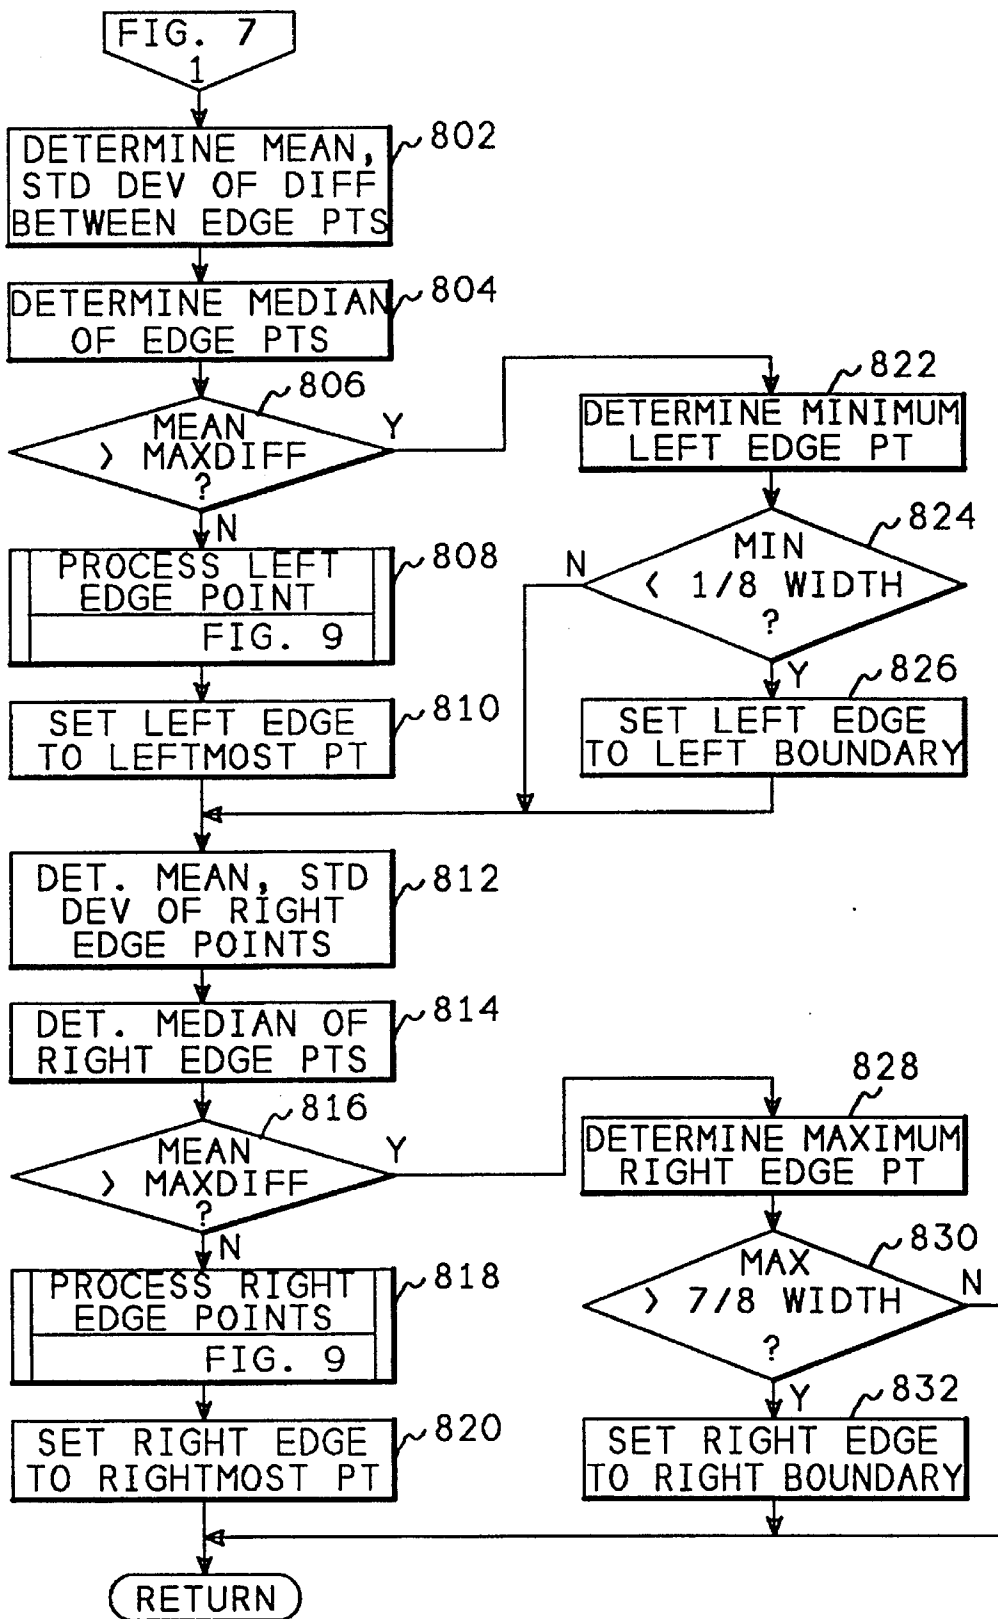 FIG. 7
1
802
DETERMINE MEAN,
STD DEV OF DIFF
BETWEEN EDGE PTS
804
DETERMINE MEDIAN
OF EDGE PTS
806
MEAN
> MAXDIFF
?
Y
N
808
PROCESS LEFT
EDGE POINT
FIG. 9
810
SET LEFT EDGE
TO LEFTMOST PT
822
DETERMINE MINIMUM
LEFT EDGE PT
824
MIN
< 1/8 WIDTH
?
N
Y
826
SET LEFT EDGE
TO LEFT BOUNDARY
812
DET. MEAN, STD
DEV OF RIGHT
EDGE POINTS
814
DET. MEDIAN OF
RIGHT EDGE PTS
816
MEAN
> MAXDIFF
?
Y
N
818
PROCESS RIGHT
EDGE POINTS
FIG. 9
820
SET RIGHT EDGE
TO RIGHTMOST PT
828
DETERMINE MAXIMUM
RIGHT EDGE PT
830
MAX
> 7/8 WIDTH
?
N
Y
832
SET RIGHT EDGE
TO RIGHT BOUNDARY
RETURN